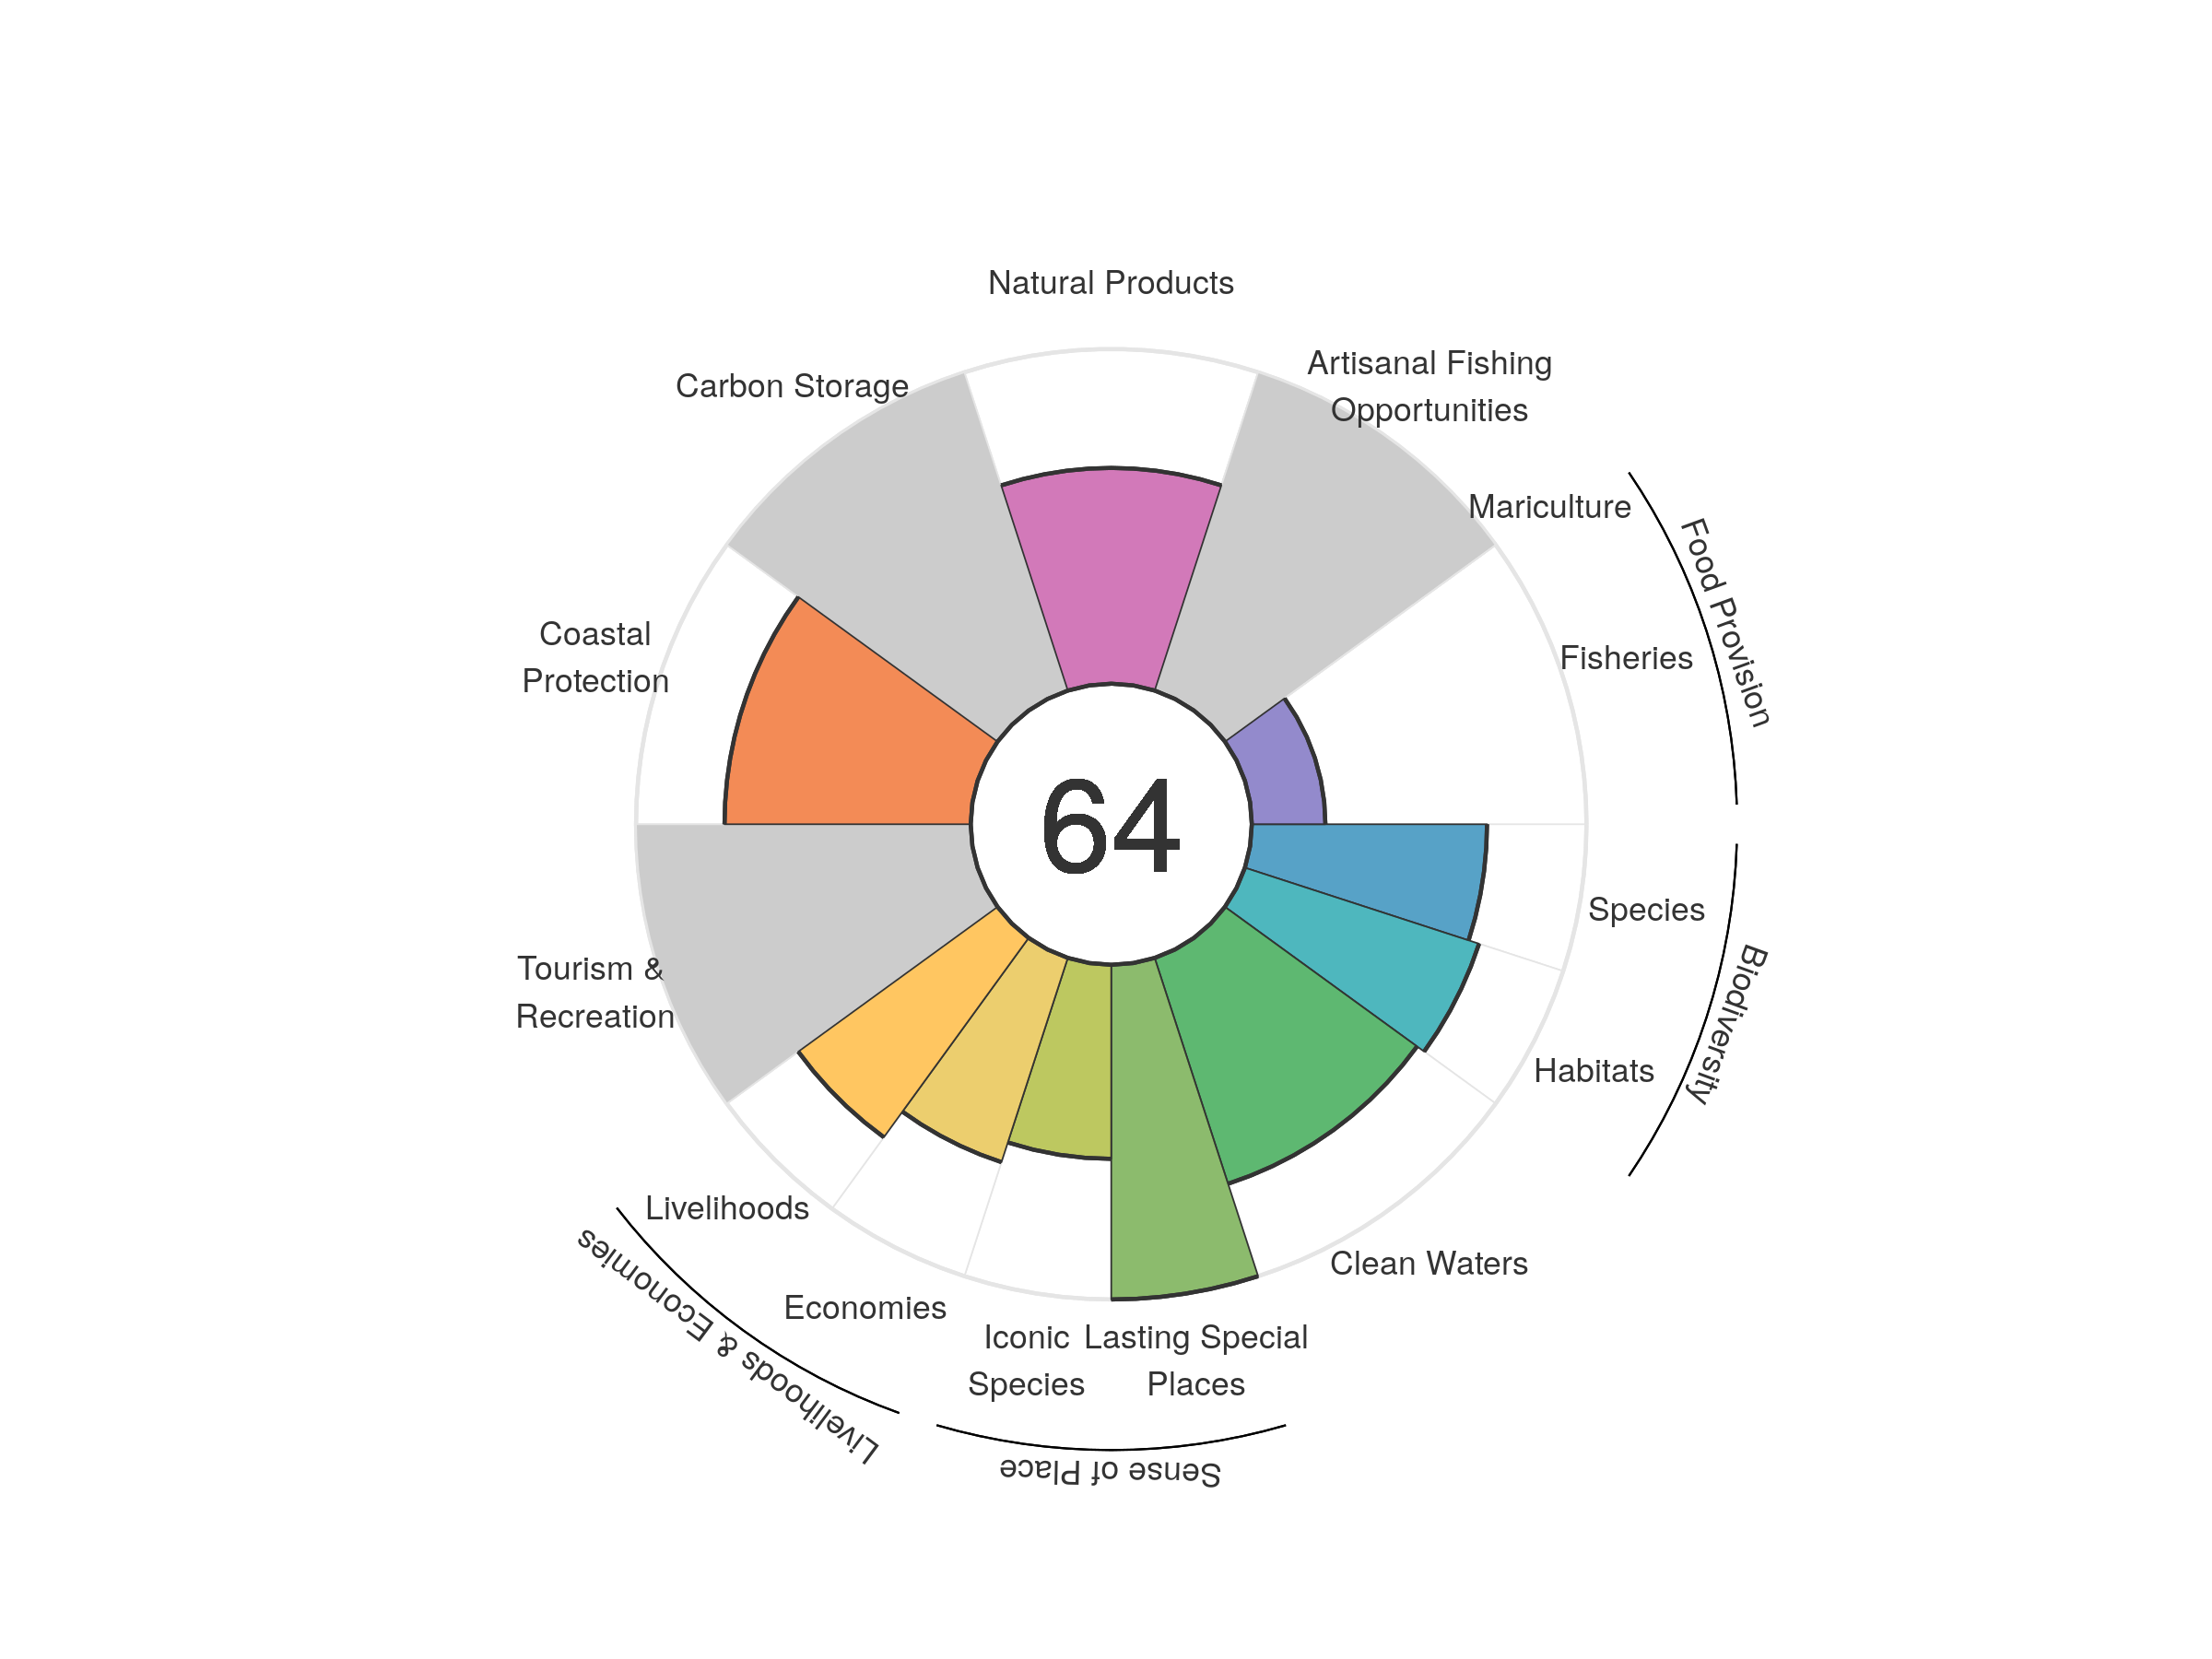 Natural Products
Artisanal Fishing
Opportunities
Carbon Storage
Mariculture
Food Provision
Fisheries
Coastal
Protection
64
Species
Biodiversity
Tourism &
Recreation
Habitats
Livelihoods
Livelihoods & Economies
Clean Waters
Economies
Iconic
Species
Lasting Special
Places
Sense of Place